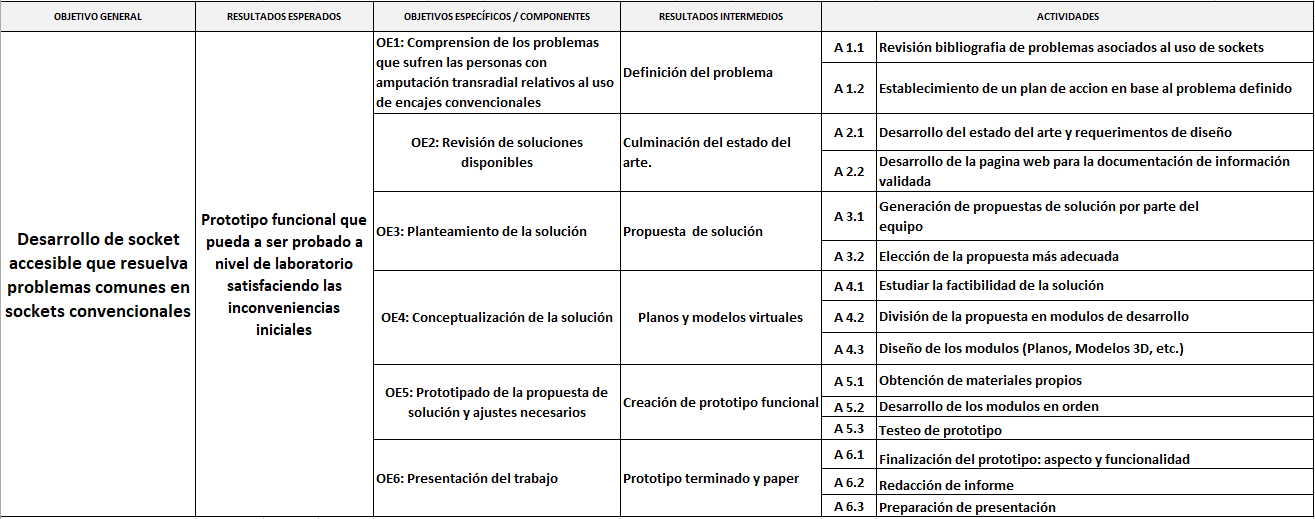 OBJETIVO GENERAL
RESULTADOS ESPERADOS
OBJETIVOS ESPECÍFICOS / COMPONENTES
RESULTADOS INTERMEDIOS
ACTIVIDADES
Desarrollo de socket
accesible que resuelva
problemas comunes en
sockets convencionales
Prototipo funcional que
pueda a ser probado a
nivel de laboratorio
satisfaciendo las
inconveniencias
iniciales
OE1: Comprension de los problemas
que sufren las personas con
amputación transradial relativos al uso
de encajes convencionales
Definición del problema
A 1.1
Revisión bibliografia de problemas asociados al uso de sockets
A 1.2
Establecimiento de un plan de accion en base al problema definido
OE2: Revisión de soluciones
disponibles
Culminación del estado del
arte.
A 2.1
Desarrollo del estado del arte y requerimentos de diseño
A 2.2
Desarrollo de la pagina web para la documentación de información
validada
OE3: Planteamiento de la solución
Propuesta de solución
A 3.1
Generación de propuestas de solución por parte del
equipo
A 3.2
Elección de la propuesta más adecuada
OE4: Conceptualización de la solución
Planos y modelos virtuales
A 4.1
Estudiar la factibilidad de la solución
A 4.2
División de la propuesta en modulos de desarrollo
A 4.3
Diseño de los modulos (Planos, Modelos 3D, etc.)
OE5: Prototipado de la propuesta de
solución y ajustes necesarios
Creación de prototipo funcional
A 5.1
Obtención de materiales propios
A 5.2
Desarrollo de los modulos en orden
A 5.3
Testeo de prototipo
OE6: Presentación del trabajo
Prototipo terminado y paper
A 6.1
Finalización del prototipo: aspecto y funcionalidad
A 6.2
Redacción de informe
A 6.3
Preparación de presentación